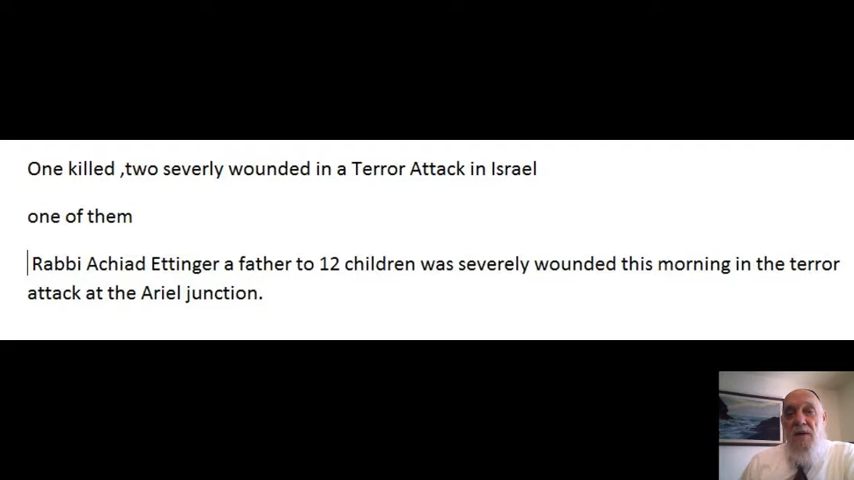 One killed ,two severly wounded in a Terror Attack in Israel
one of them
Rabbi Achiad Ettinger a father to 12 children was severely wounded this morning in the terror
attack at the Ariel junction.